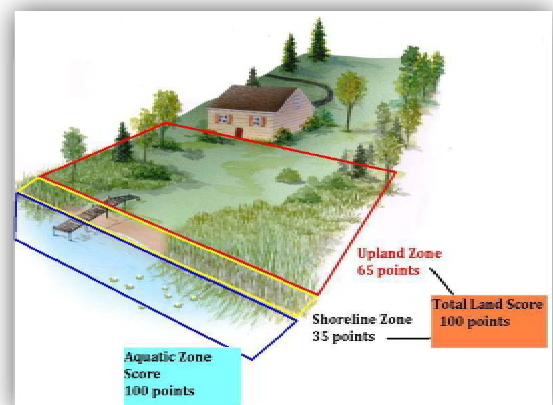 Upland Zone
65 points
Total Land Score
100 points
Shoreline Zone
35 points
Aquatic Zone
Score
100 points